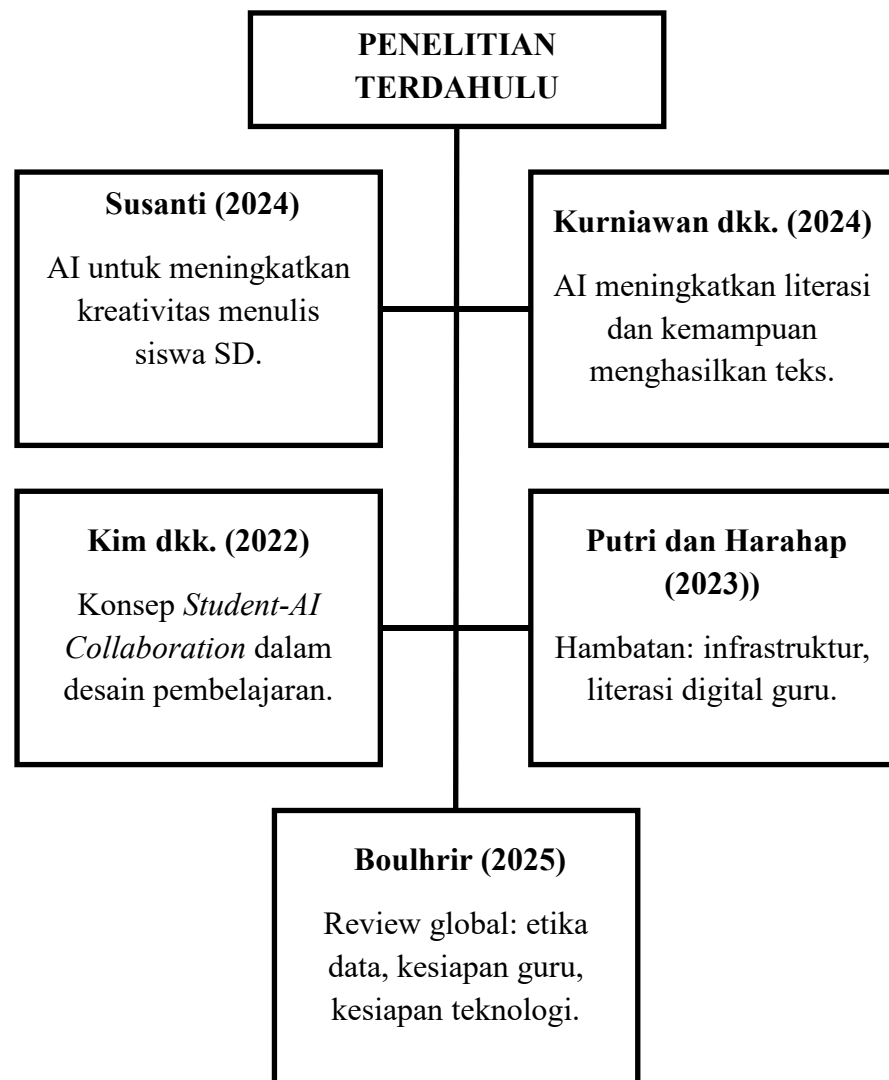 PENELITIAN
TERDAHULU
Susanti (2024)
AI untuk meningkatkan
kreativitas menulis
siswa SD.
Kurniawan dkk. (2024)
AI meningkatkan literasi
dan kemampuan
menghasilkan teks.
Kim dkk. (2022)
Konsep Student-AI
Collaboration dalam
desain pembelajaran.
Putri dan Harahap
(2023))
Hambatan: infrastruktur,
literasi digital guru.
Boulhrir (2025)
Review global: etika
data, kesiapan guru,
kesiapan teknologi.